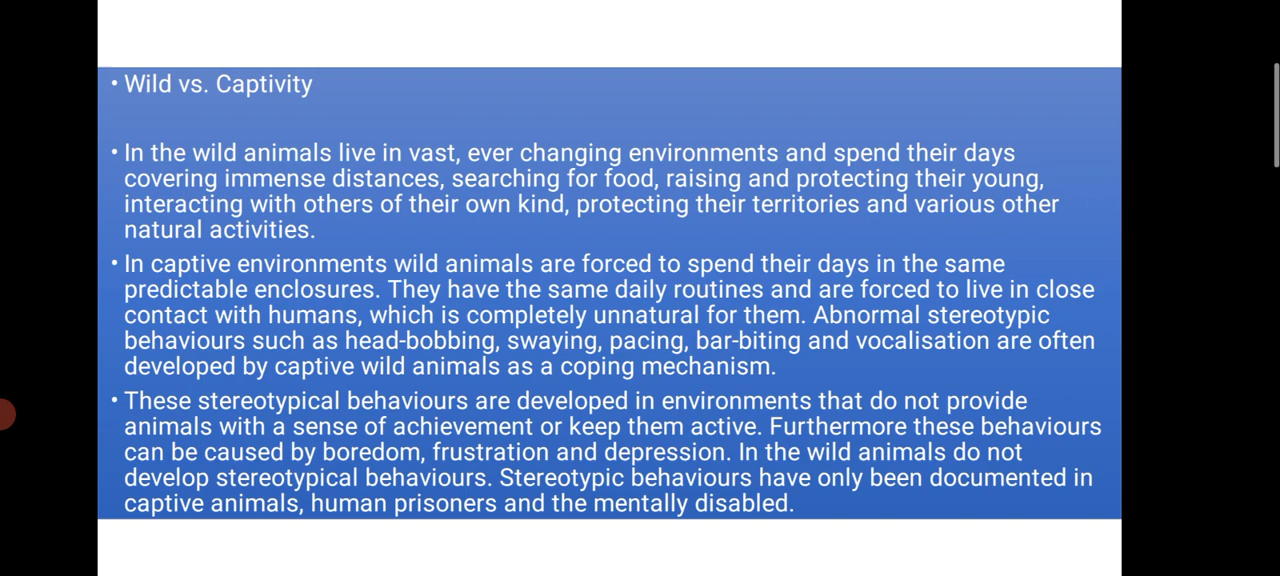 • Wild vs. Captivity
• In the wild animals live in vast, ever changing environments and spend their days
covering immense distances, searching for food, raising and protecting their young,
interacting with others of their own kind, protecting their territories and various other
natural activities.
• In captive environments wild animals are forced to spend their days in the same
predictable enclosures. They have the same daily routines and are forced to live in close
contact with humans, which is completely unnatural for them. Abnormal stereotypic
behaviours such as head-bobbing, swaying, pacing, bar-biting and vocalisation are often
developed by captive wild animals as a coping mechanism.
• These stereotypical behaviours are developed in environments that do not provide
animals with a sense of achievement or keep them active. Furthermore these behaviours
can be caused by boredom, frustration and depression. In the wild animals do not
develop stereotypical behaviours. Stereotypic behaviours have only been documented in
captive animals, human prisoners and the mentally disabled.